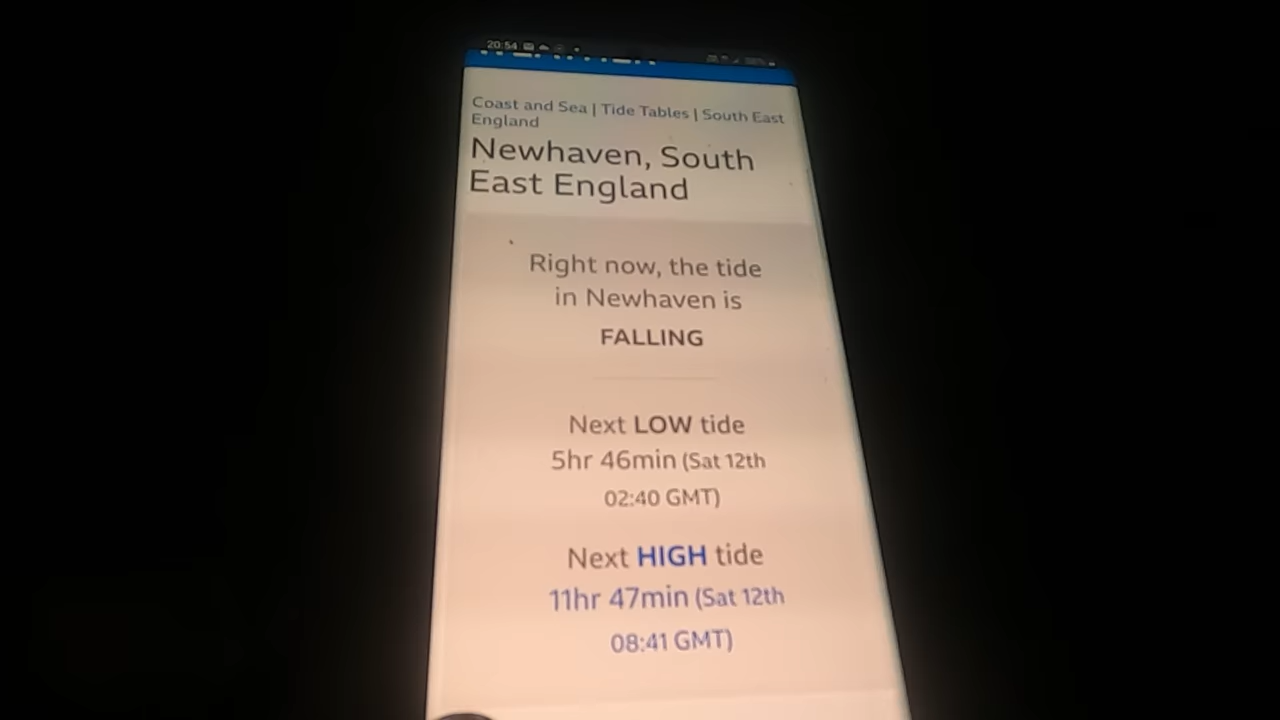 20:54
Coast and Sea | Tide Tables | South East
England
Newhaven, South
East England
Right now, the tide
in Newhaven is
FALLING
Next LOW tide
5hr 46min (Sat 12th
02:40 GMT)
Next HIGH tide
11hr 47min (Sat 12th
08:41 GMT)